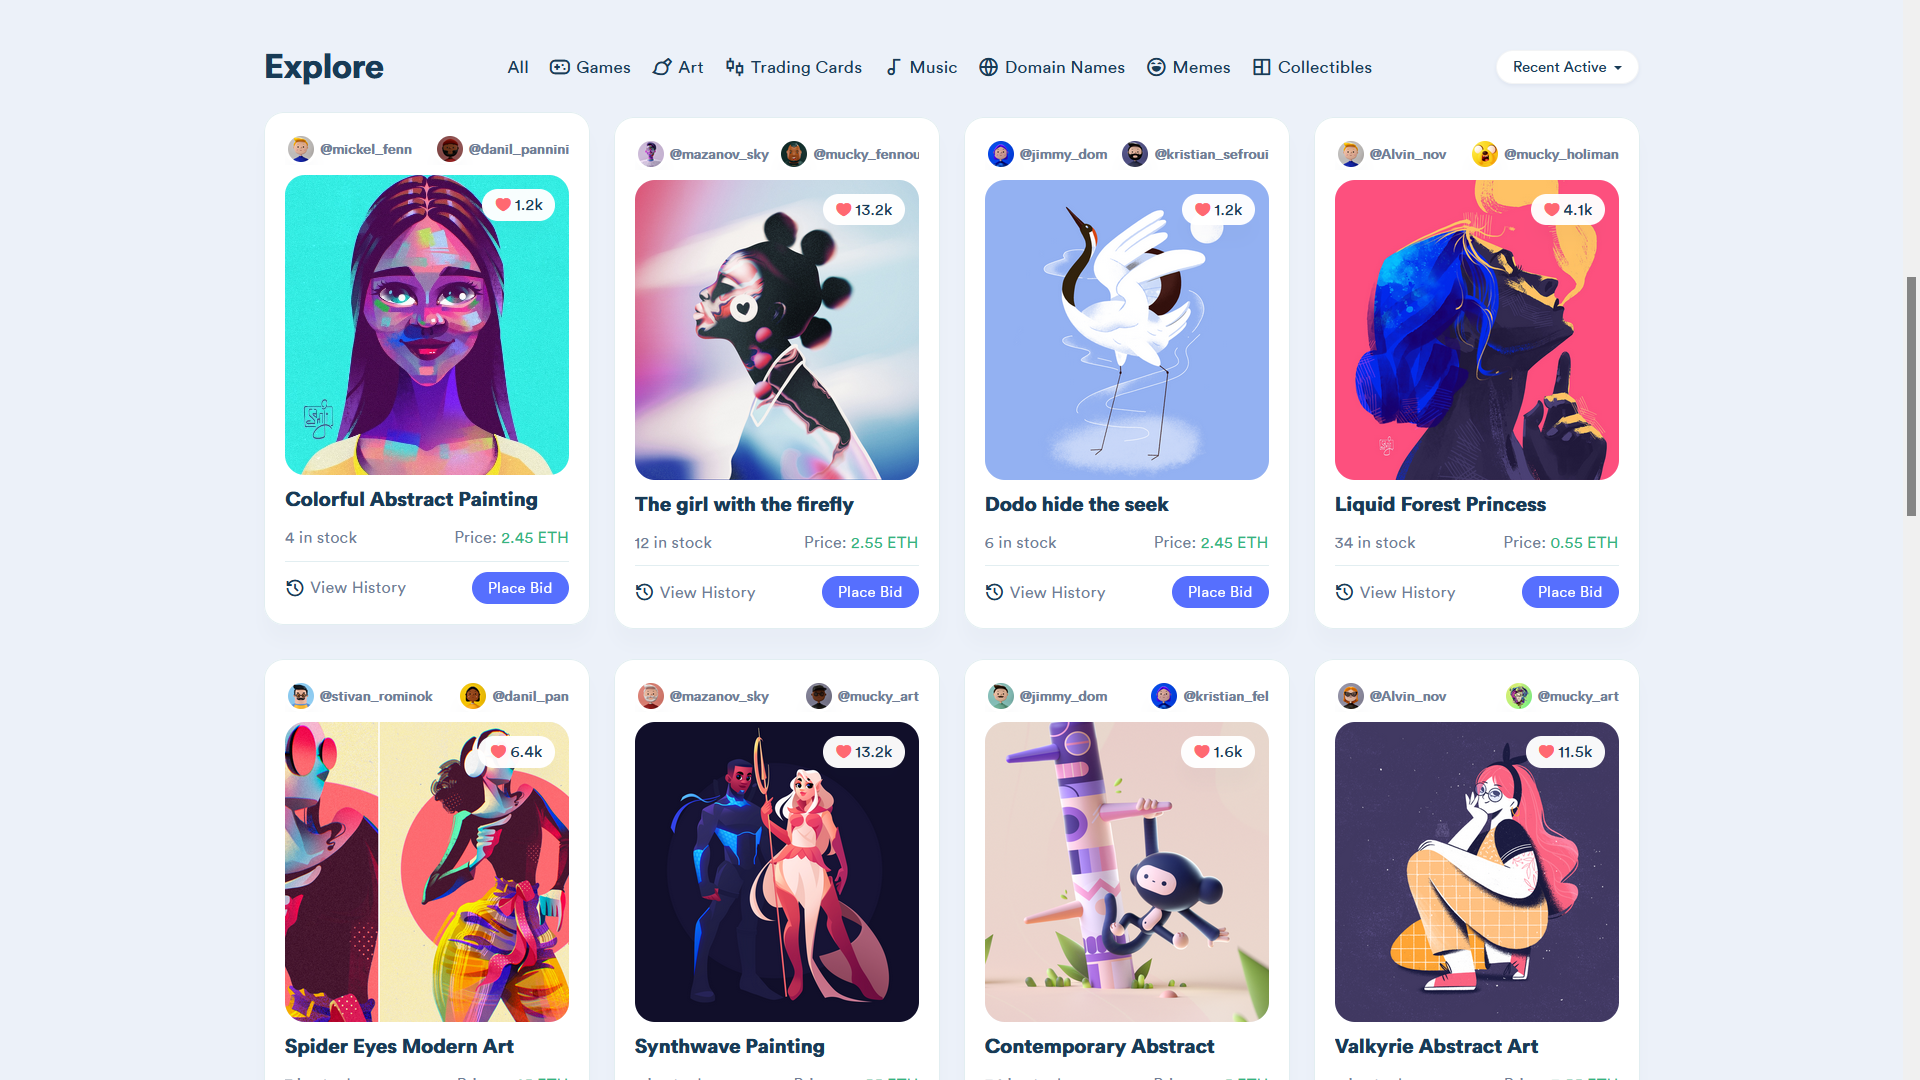 Explore
All Games Art Trading Cards Music Domain Names Memes Collectibles
Recent Active
@mickel_fenn @danil_pannini
1.2k
Colorful Abstract Painting
4 in stock Price: 2.45 ETH
View History Place Bid
@mazanov_sky @mucky_fennou
13.2k
The girl with the firefly
12 in stock Price: 2.55 ETH
View History Place Bid
@jimmy_dom @kristian_sefroui
1.2k
Dodo hide the seek
6 in stock Price: 2.45 ETH
View History Place Bid
@Alvin_nov @mucky_holiman
4.1k
Liquid Forest Princess
34 in stock Price: 0.55 ETH
View History Place Bid
@stivan_rominok @danil_pan
6.4k
Spider Eyes Modern Art
@mazanov_sky @mucky_art
13.2k
Synthwave Painting
@jimmy_dom @kristian_fel
1.6k
Contemporary Abstract
@Alvin_nov @mucky_art
11.5k
Valkyrie Abstract Art